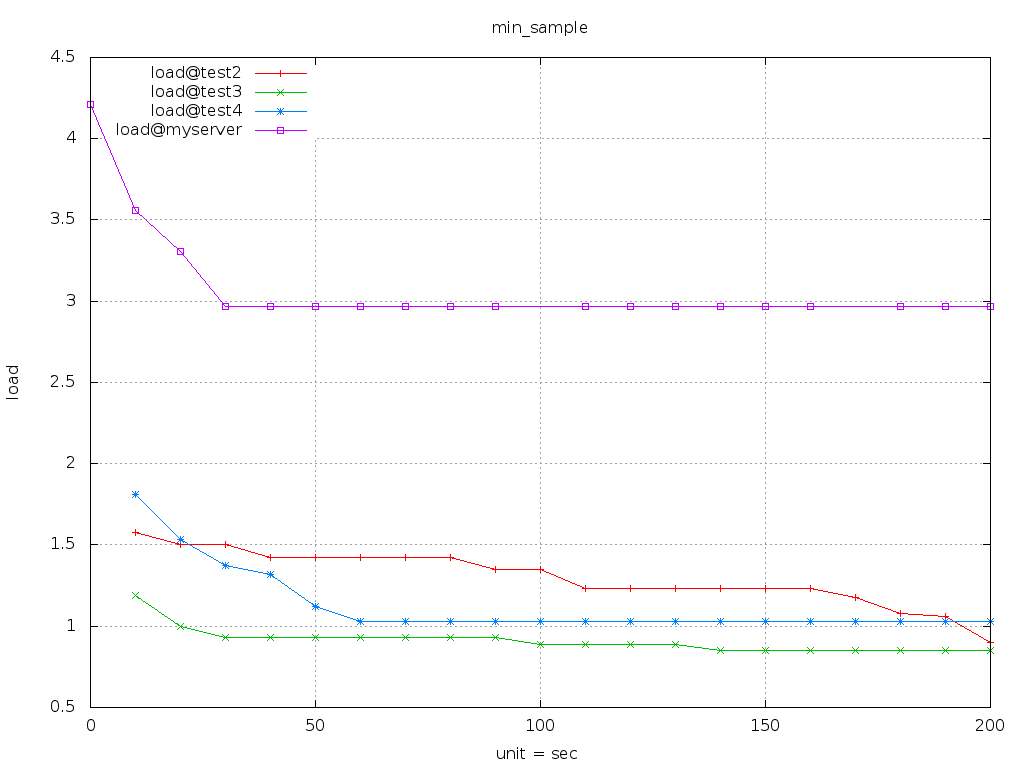 min_sample
load@test2
load@test3
load@test4
load@myserver
4.5
4
3.5
3
2.5
2
1.5
1
0.5
load
0 50 100 150 200
unit = sec